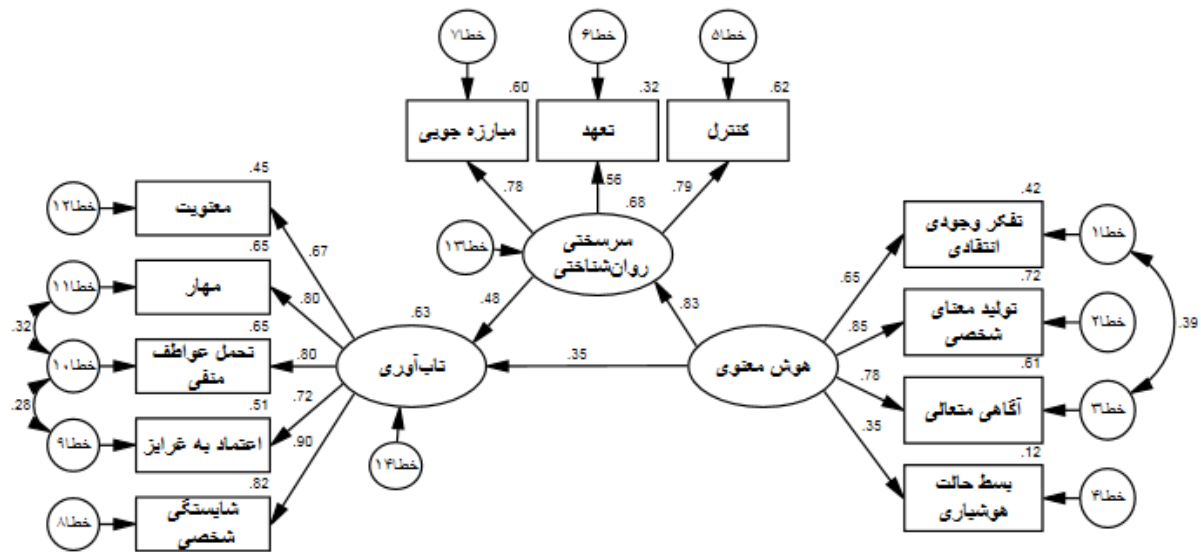 خطا۷
خطا۶
خطا۵
.60
.32
.62
مبارزه جویی
تعهد
کنترل
.78
.56
.79
.68
سرسختی
روان‌شناختی
خطا۱۳
.48
.83
.45
خطا۱۲
معنویت
.67
.65
خطا۱۱
مهار
.80
.32
.65
خطا۱۰
تحمل عواطف
منفی
.80
.28
.51
خطا۹
اعتماد به غرایز
.72
.82
خطا۸
شایستگی
شخصی
.90
.63
تاب‌آوری
خطا۱۴
.35
هوش معنوی
.42
تفکر وجودی
انتقادی
خطا۱
.65
.72
تولید معنای
شخصی
خطا۲
.85
.39
.61
آگاهی متعالی
خطا۳
.78
.12
بسط حالت
هوشیاری
خطا۴
.35